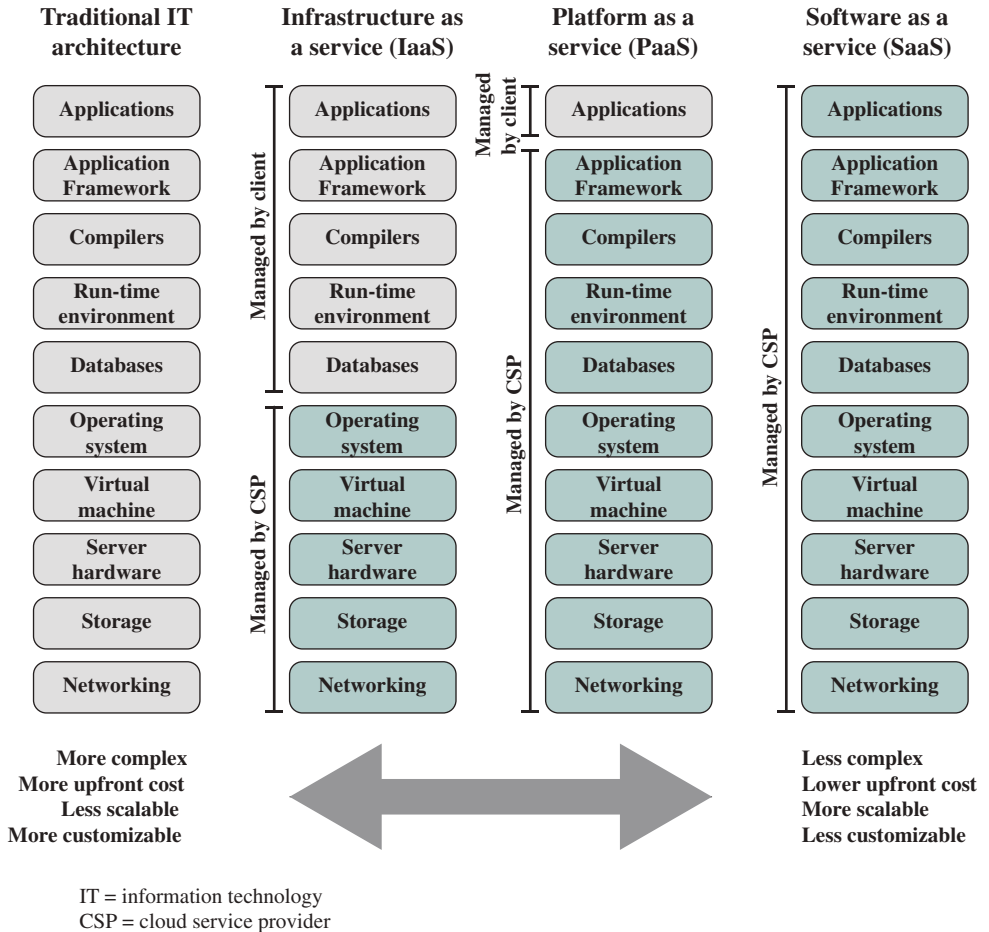 Traditional IT
architecture
Applications
Application
Framework
Compilers
Run-time
environment
Databases
Operating
system
Virtual
machine
Server
hardware
Storage
Networking
Infrastructure as
a service (IaaS)
Managed by client
Managed by CSP
Applications
Application
Framework
Compilers
Run-time
environment
Databases
Operating
system
Virtual
machine
Server
hardware
Storage
Networking
Platform as a
service (PaaS)
Managed
by client
Managed by CSP
Applications
Application
Framework
Compilers
Run-time
environment
Databases
Operating
system
Virtual
machine
Server
hardware
Storage
Networking
Software as a
service (SaaS)
Managed by CSP
Applications
Application
Framework
Compilers
Run-time
environment
Databases
Operating
system
Virtual
machine
Server
hardware
Storage
Networking
More complex
More upfront cost
Less scalable
More customizable
Less complex
Lower upfront cost
More scalable
Less customizable
IT = information technology
CSP = cloud service provider